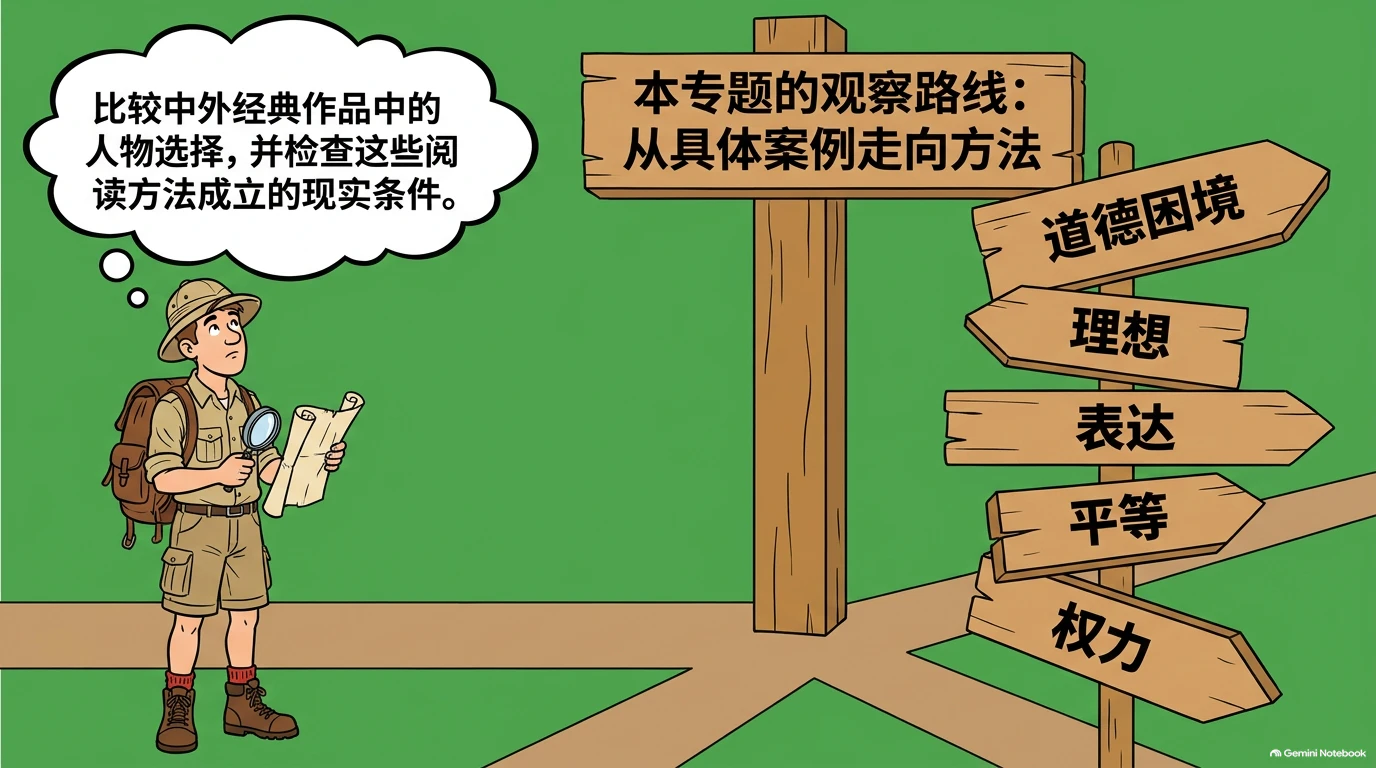 比较中外经典作品中的
人物选择，并检查这些阅
读方法成立的现实条件。
本专题的观察路线：
从具体案例走向方法
道德困境
理想
表达
平等
权力
Gemini Notebook